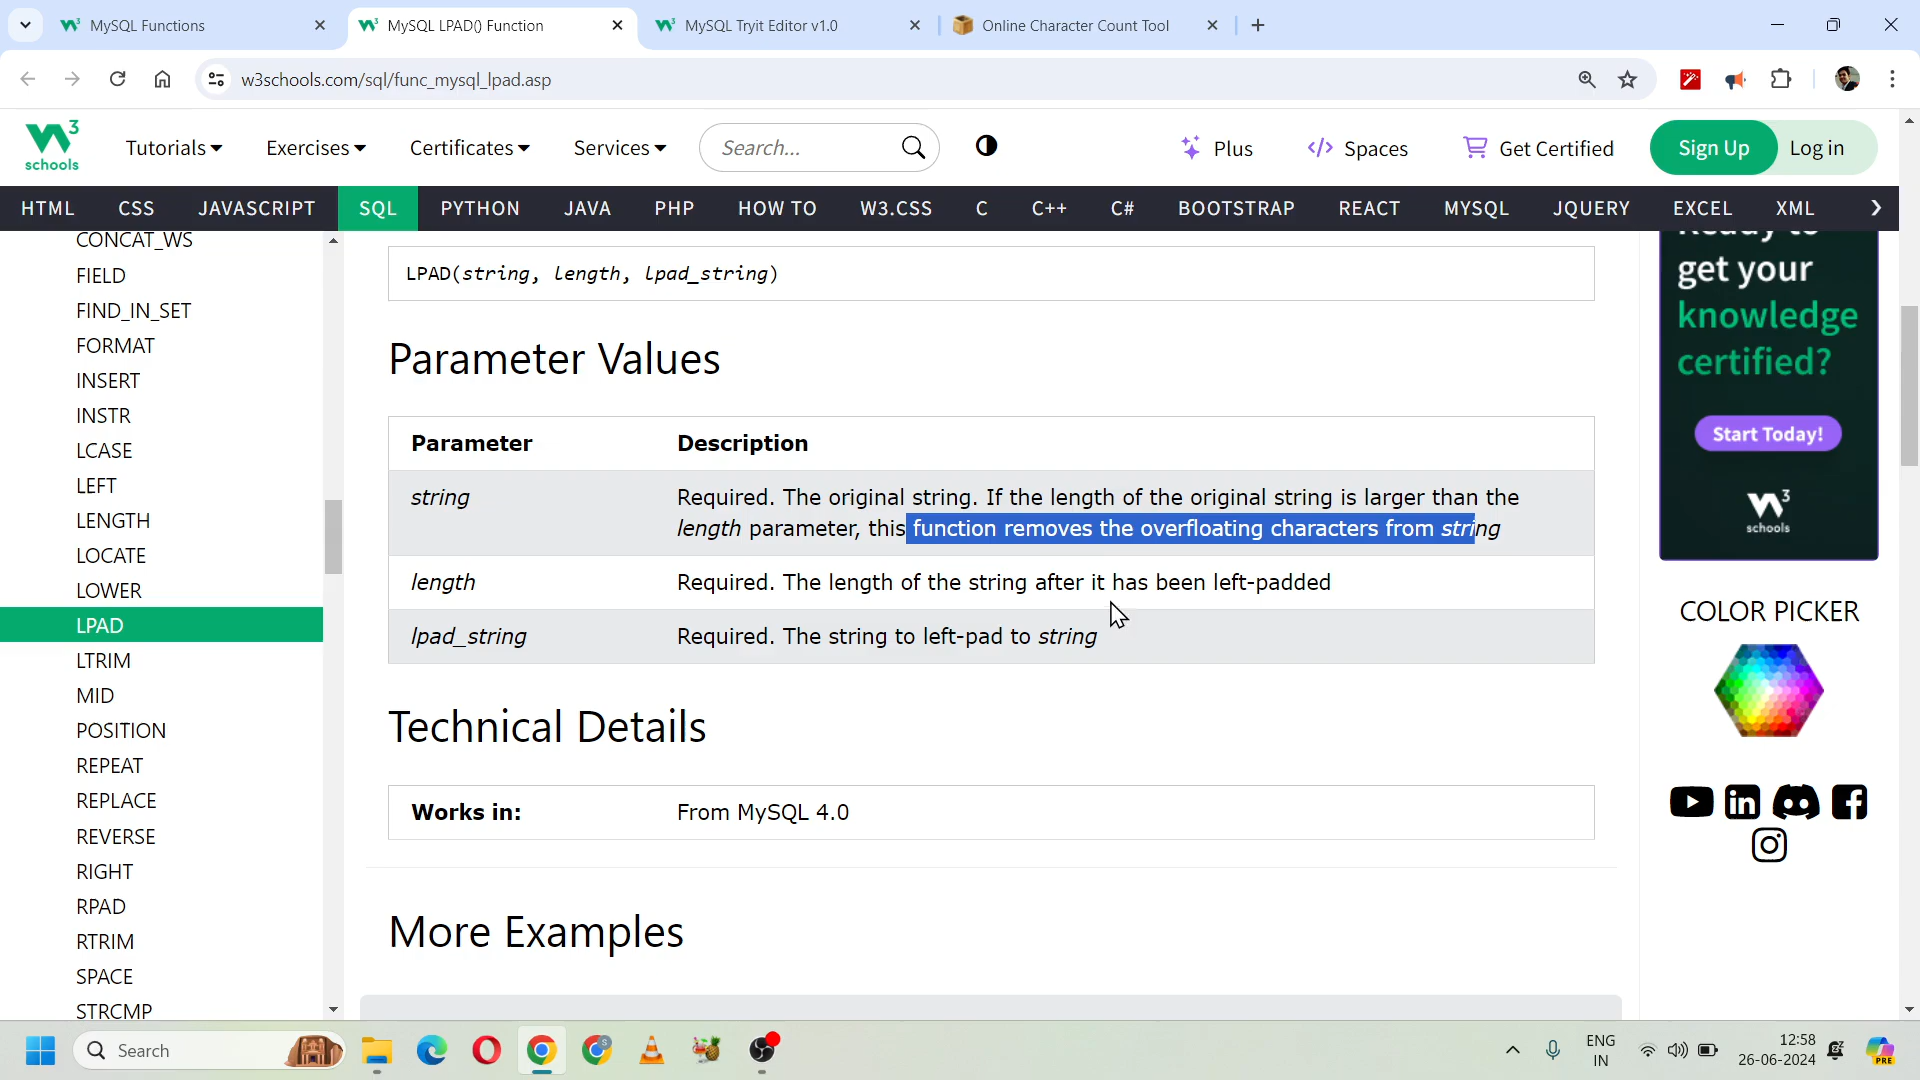 MySQL Functions
MySQL LPAD() Function
MySQL Tryit Editor v1.0
Online Character Count Tool
w3schools.com/sql/func_mysql_lpad.asp
3
schools
Tutorials
Exercises
Certificates
Services
Search...
Plus
Spaces
Get Certified
Sign Up
Log in
HTML
CSS
JAVASCRIPT
SQL
PYTHON
JAVA
PHP
HOW TO
W3.CSS
C
C++
C#
BOOTSTRAP
REACT
MYSQL
JQUERY
EXCEL
XML
CONCAT_WS
FIELD
FIND_IN_SET
FORMAT
INSERT
INSTR
LCASE
LEFT
LENGTH
LOCATE
LOWER
LPAD
LTRIM
MID
POSITION
REPEAT
REPLACE
REVERSE
RIGHT
RPAD
RTRIM
SPACE
STRCMP
LPAD(string, length, lpad_string)
Parameter Values
Parameter Description
string Required. The original string. If the length of the original string is larger than the
length parameter, this function removes the overfloating characters from string
length Required. The length of the string after it has been left-padded
lpad_string Required. The string to left-pad to string
Technical Details
Works in: From MySQL 4.0
More Examples
Ready to
get your
knowledge
certified?
Start Today!
3
schools
COLOR PICKER
Search
ENG
IN
12:58
26-06-2024
PRE